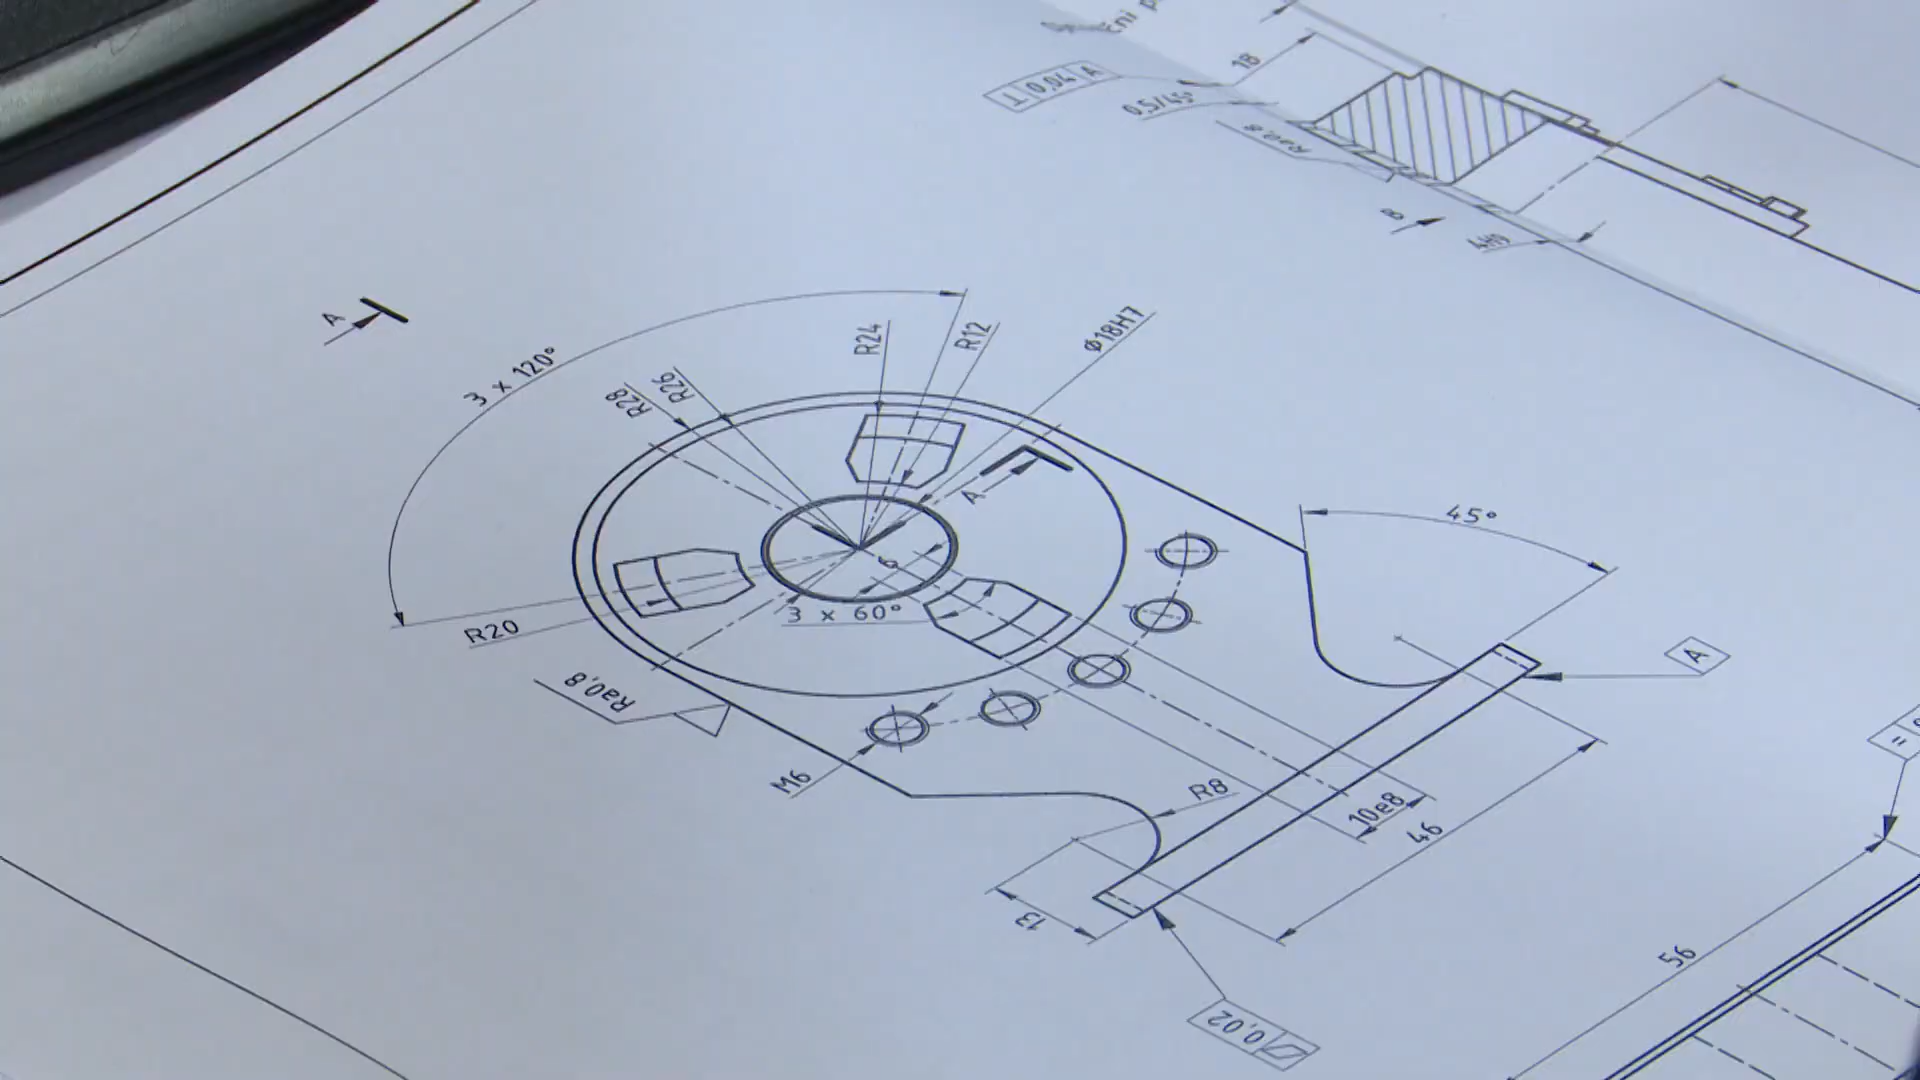 18
⊥ 0,04 A
0,5/45°
Ra0,8
B
4H9
A
3 x 120°
R28
R26
R24
R12
Ø18H7
A
45°
6
3 x 60°
R20
Ra0,8
A
M6
R8
10e8
46
13
56
0,02
=